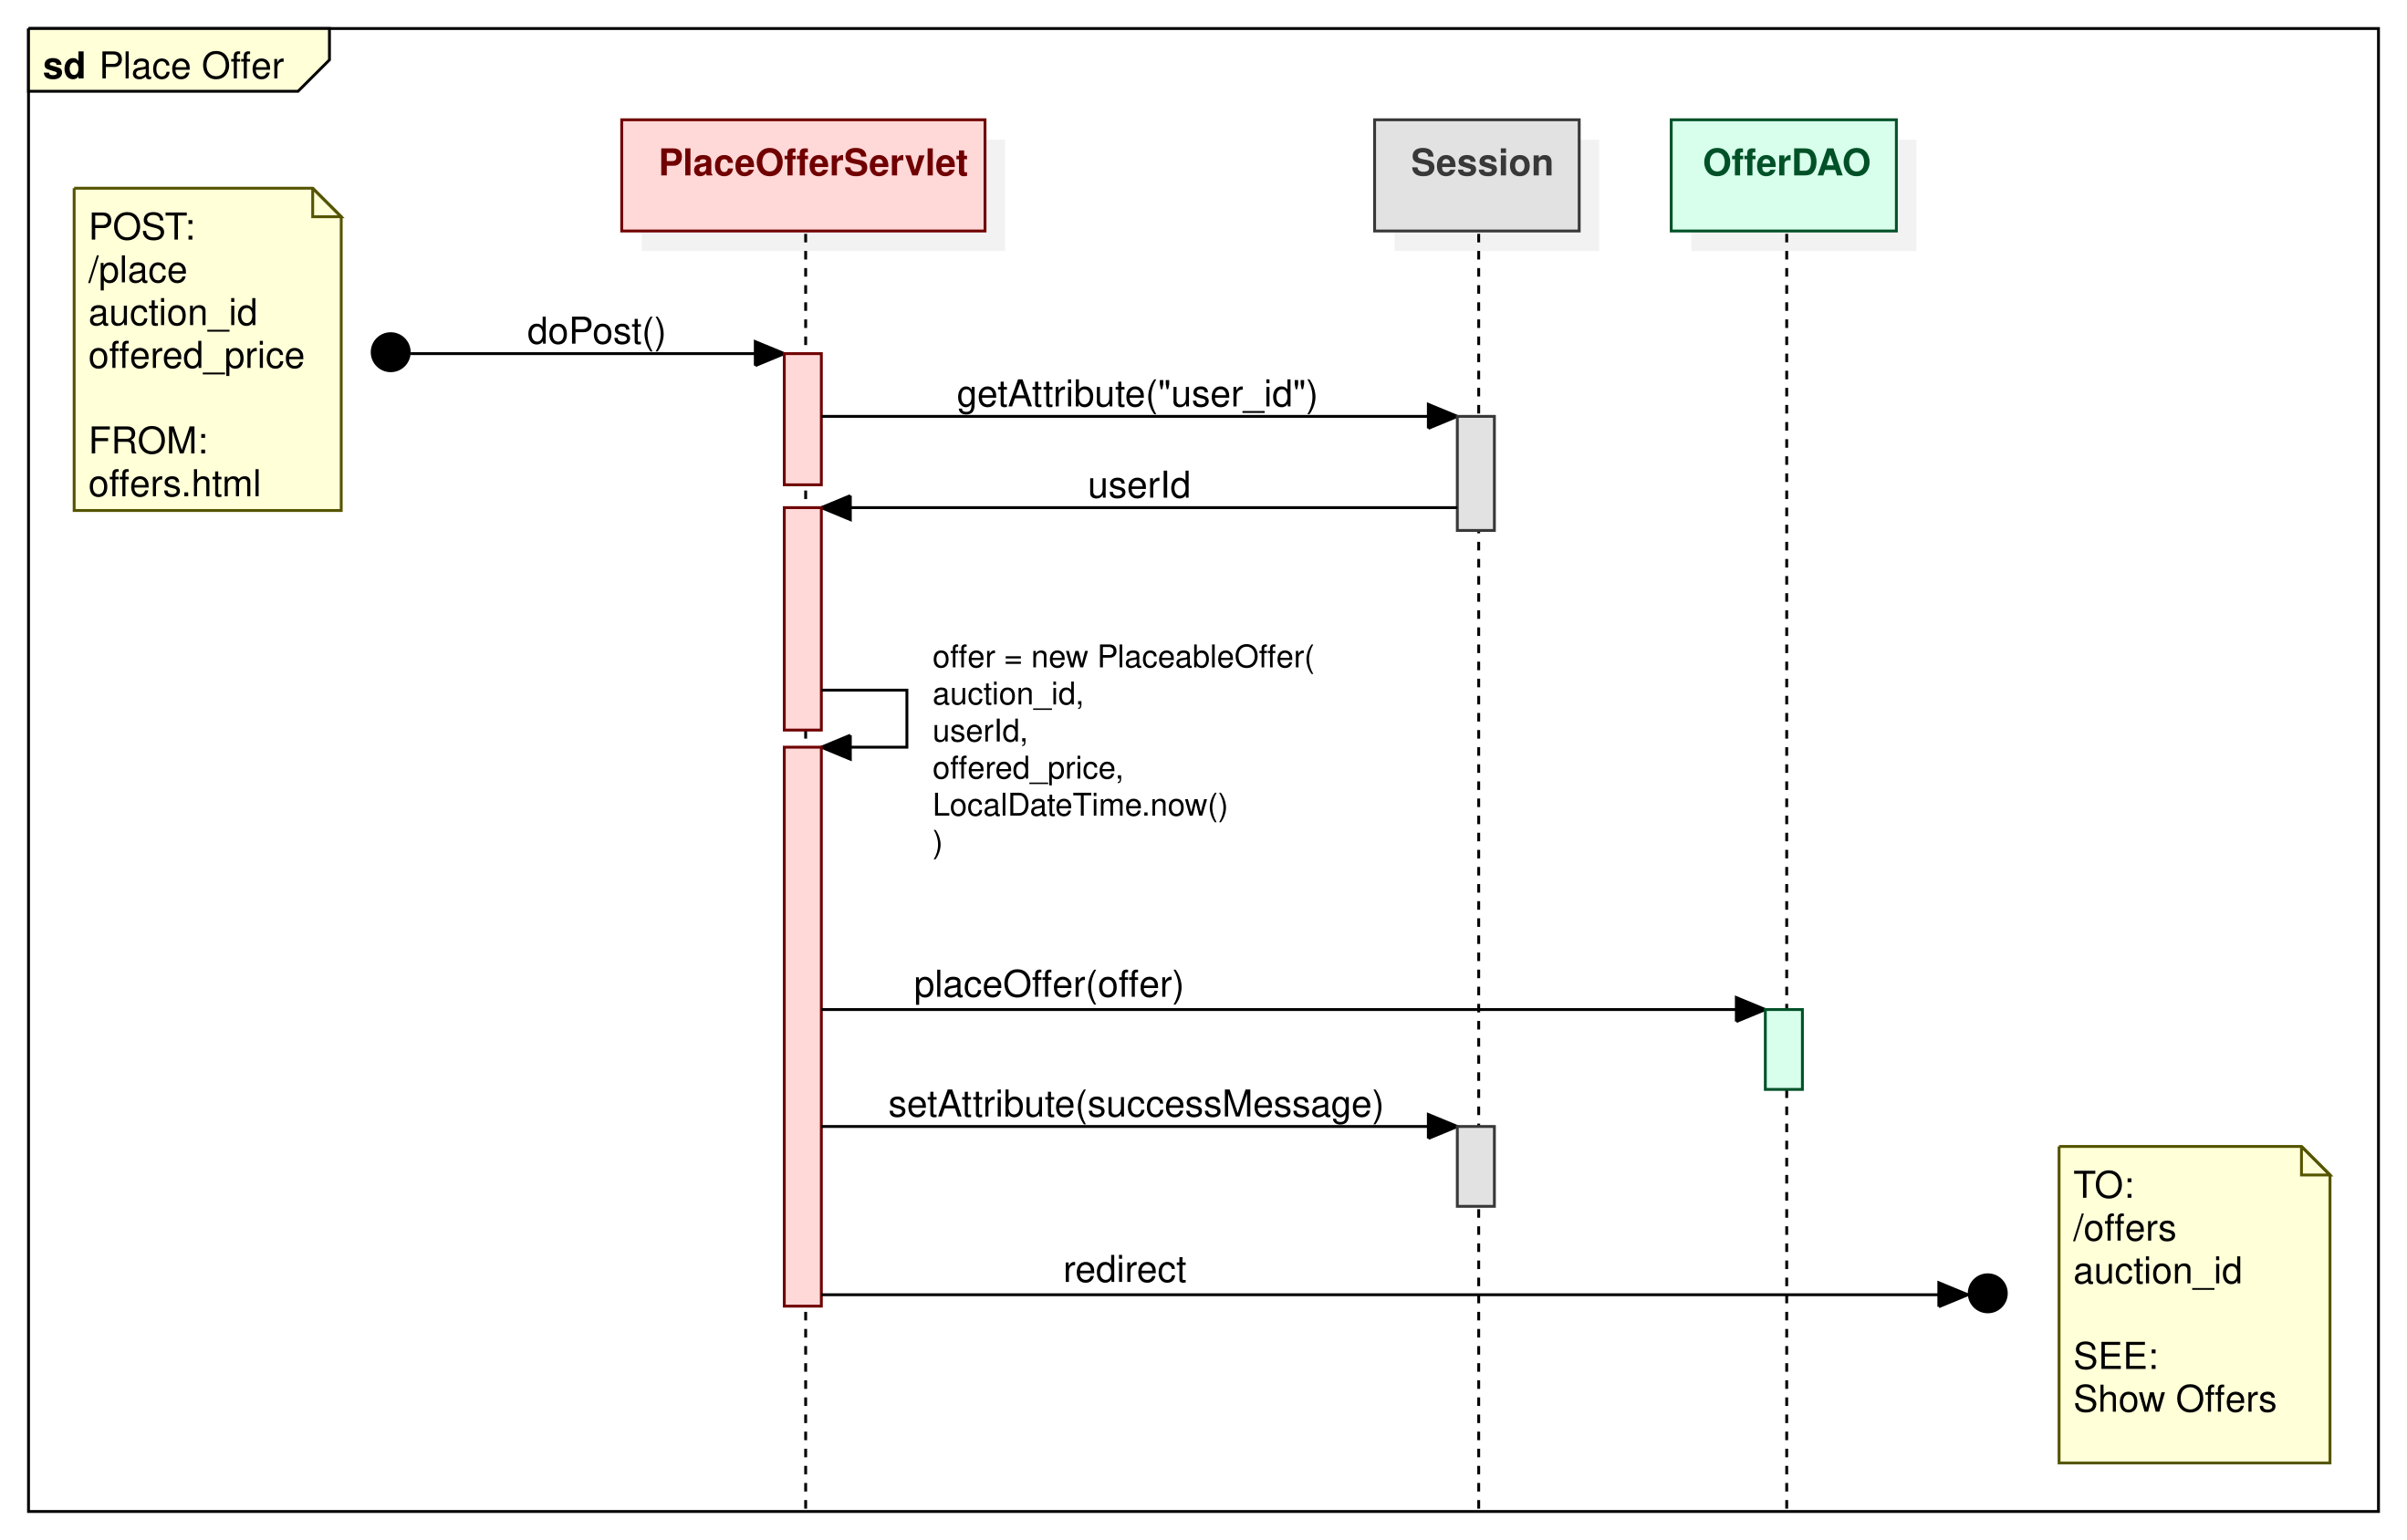 sd Place Offer
PlaceOfferServlet
Session
OfferDAO
POST:
/place
auction_id
offered_price
FROM:
offers.html
doPost()
getAttribute("user_id")
userId
offer = new PlaceableOffer(
auction_id,
userId,
offered_price,
LocalDateTime.now()
)
placeOffer(offer)
setAttribute(successMessage)
redirect
TO:
/offers
auction_id
SEE:
Show Offers